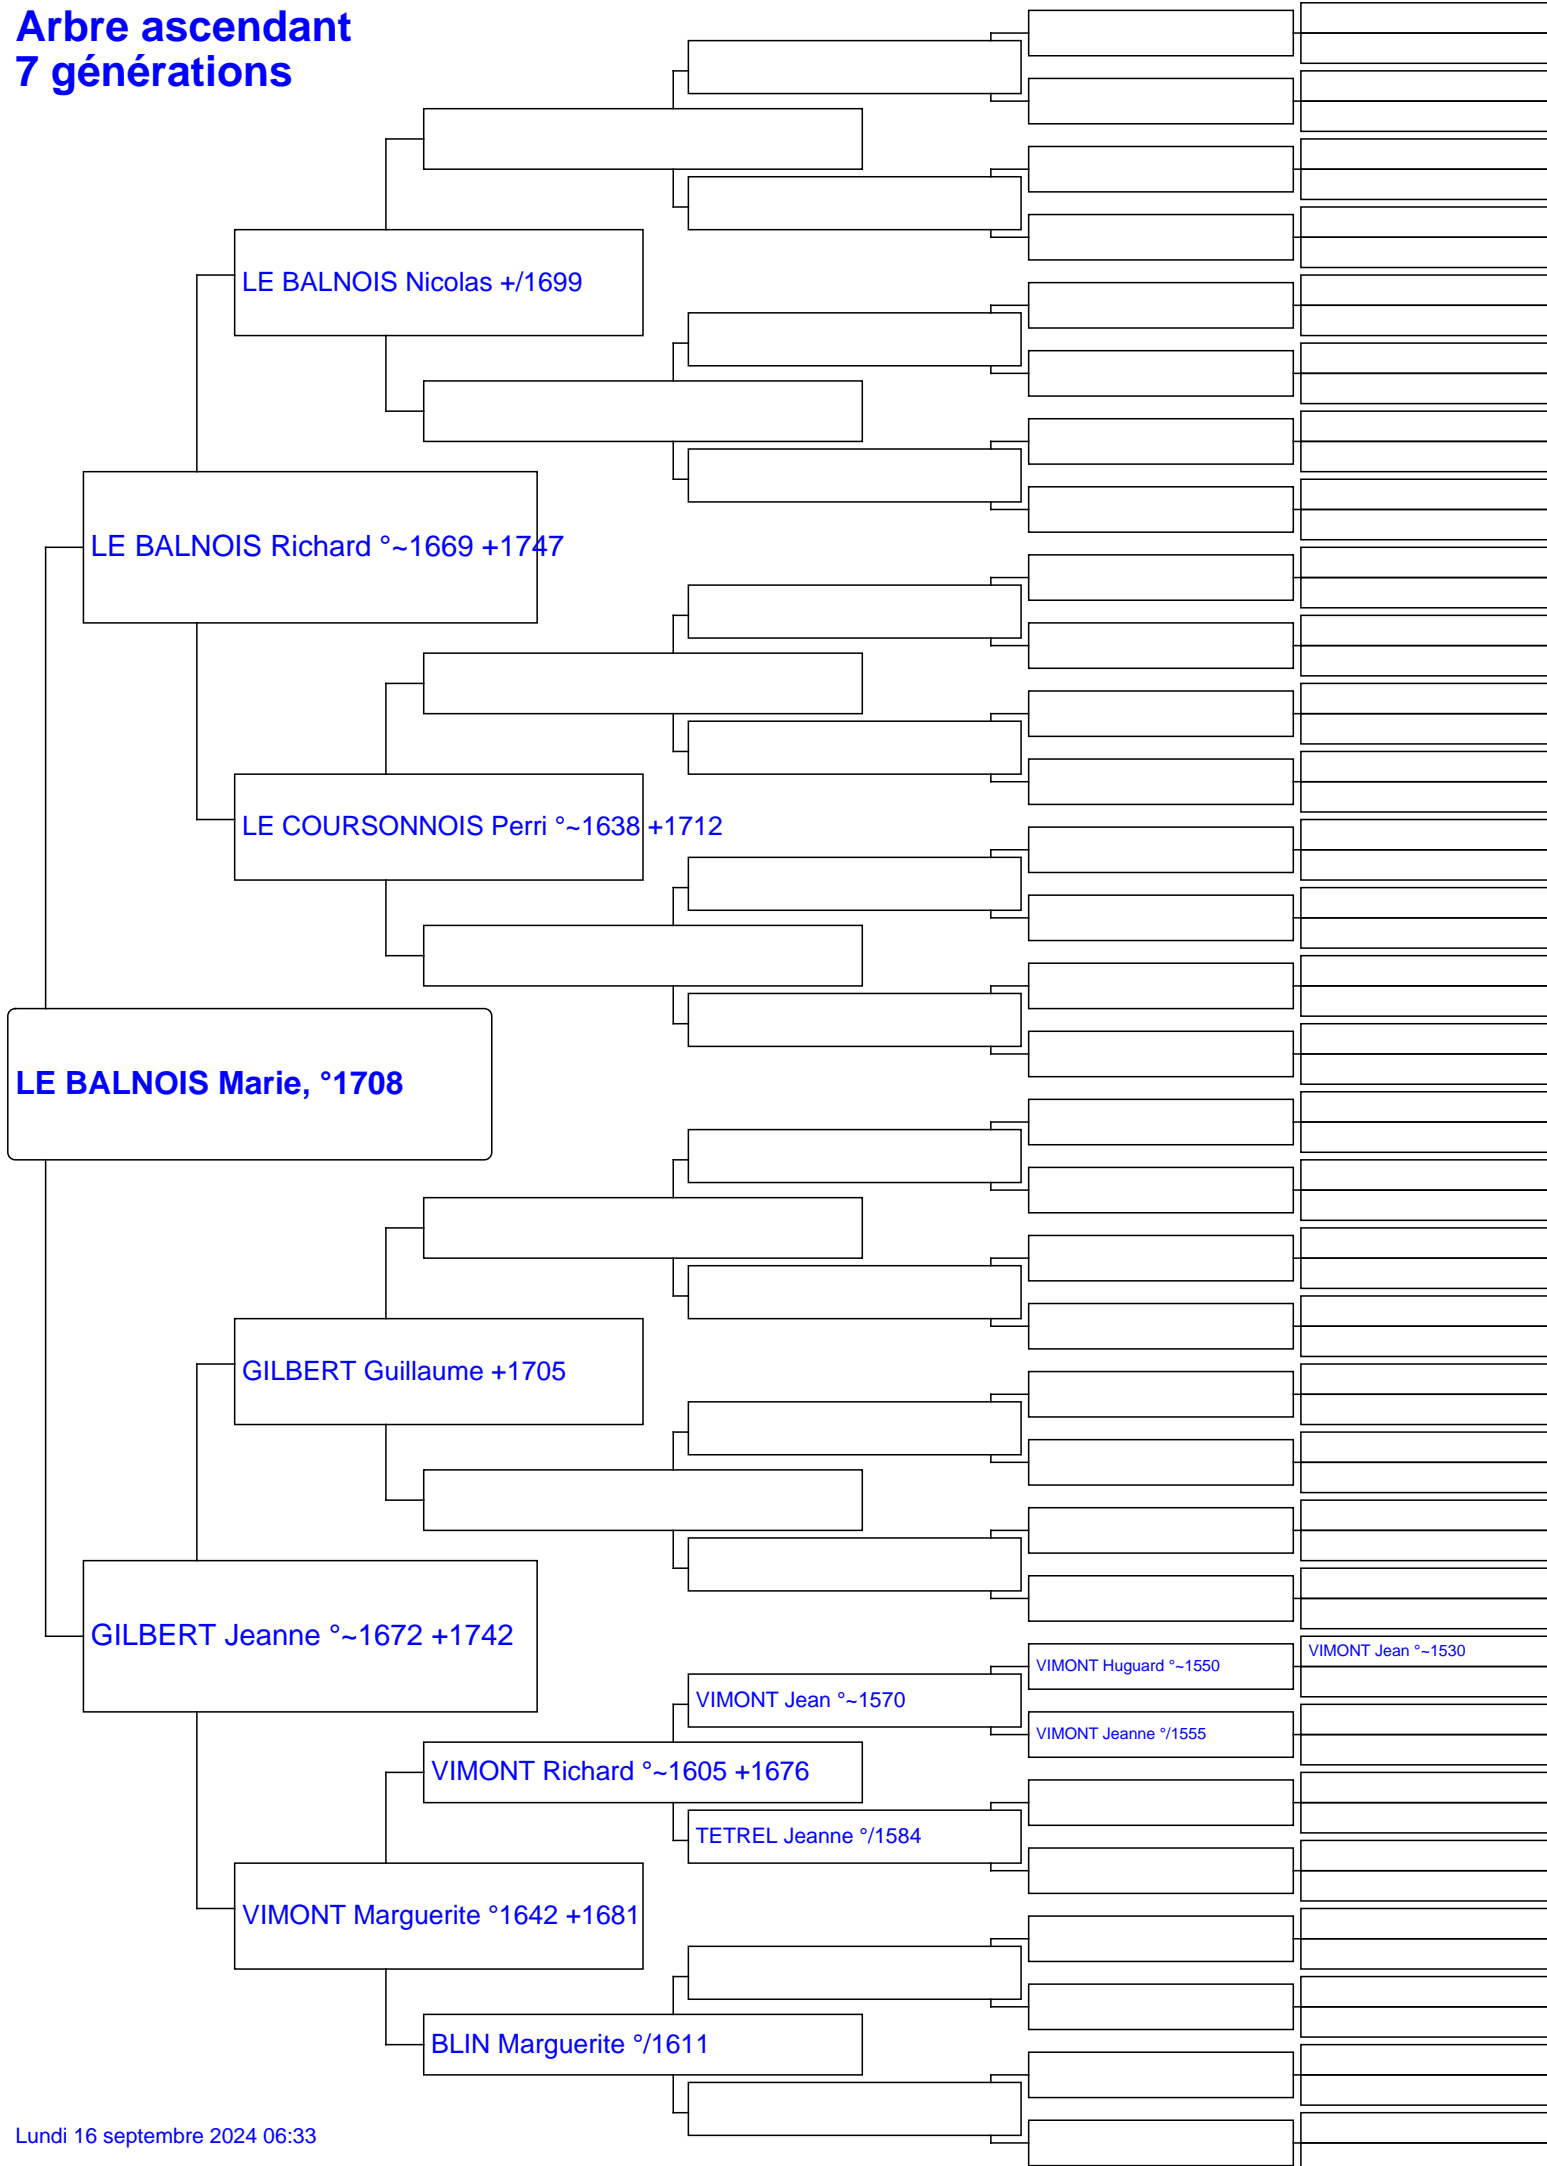 Arbre ascendant
7 générations
LE BALNOIS Nicolas +/1699
LE BALNOIS Richard °~1669 +1747
LE COURSONNOIS Perri °~1638 +1712
LE BALNOIS Marie, °1708
GILBERT Guillaume +1705
GILBERT Jeanne °~1672 +1742
VIMONT Jean °~1530
VIMONT Huguard °~1550
VIMONT Jean °~1570
VIMONT Jeanne °/1555
VIMONT Richard °~1605 +1676
TETREL Jeanne °/1584
VIMONT Marguerite °1642 +1681
BLIN Marguerite °/1611
Lundi 16 septembre 2024 06:33